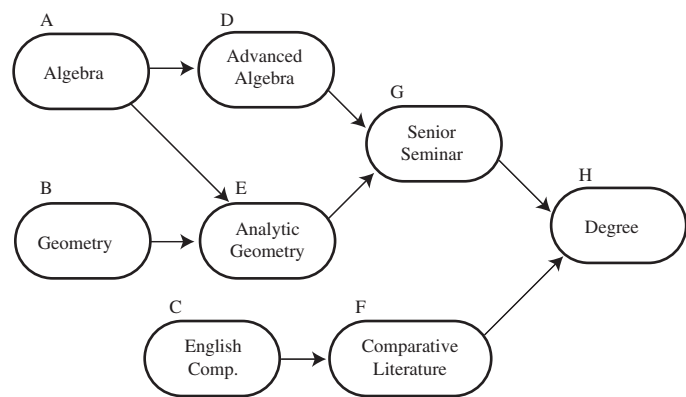 A
Algebra
D
Advanced
Algebra
G
Senior
Seminar
B
Geometry
E
Analytic
Geometry
H
Degree
C
English
Comp.
F
Comparative
Literature